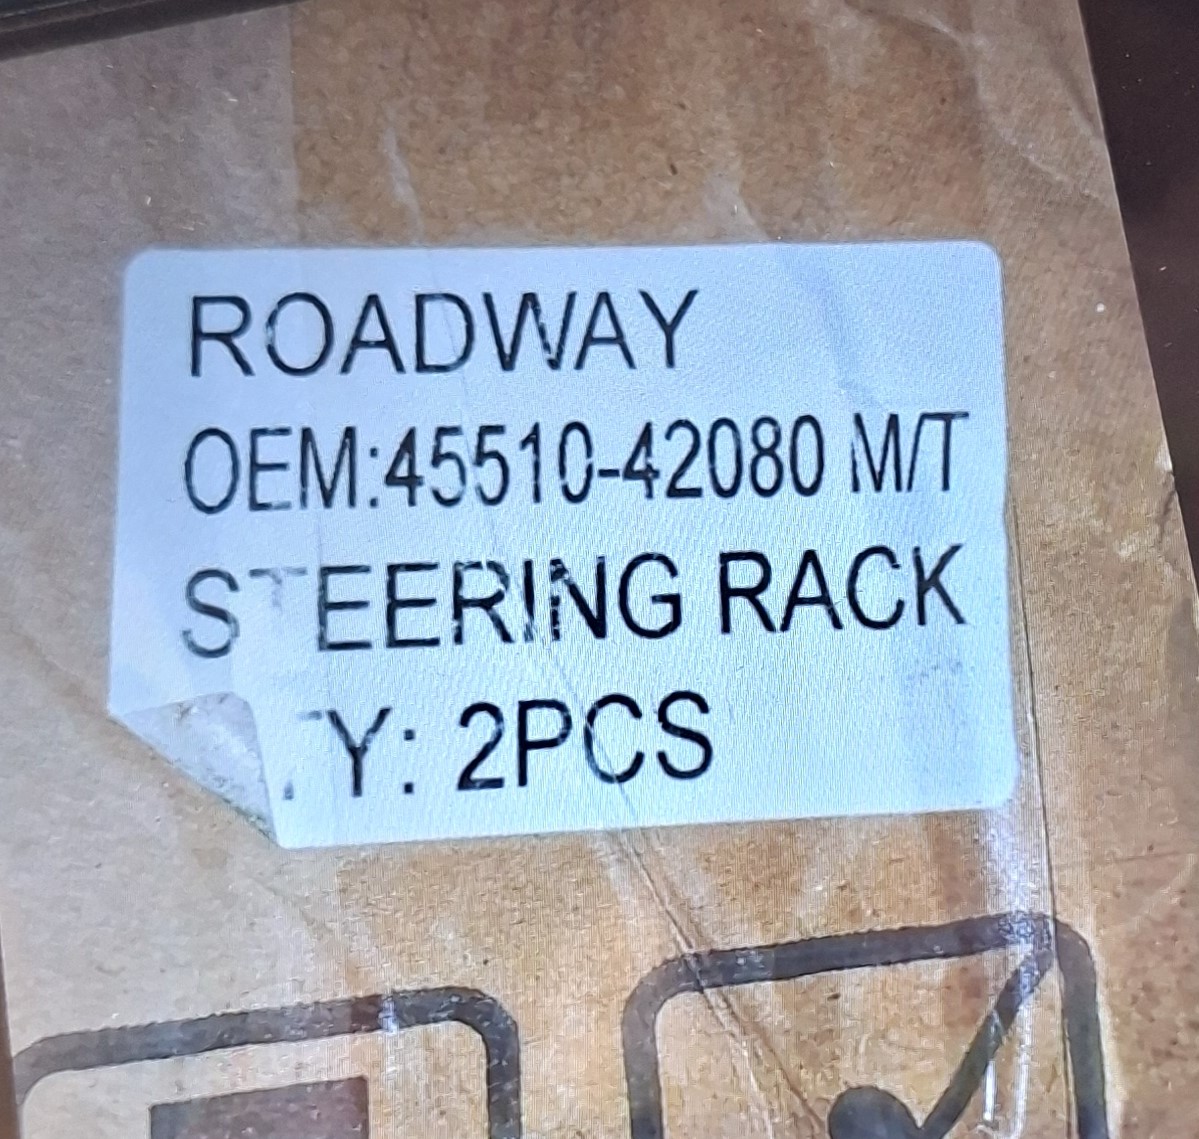 ROADWAY
OEM:45510-42080 M/T
STEERING RACK
TY: 2PCS